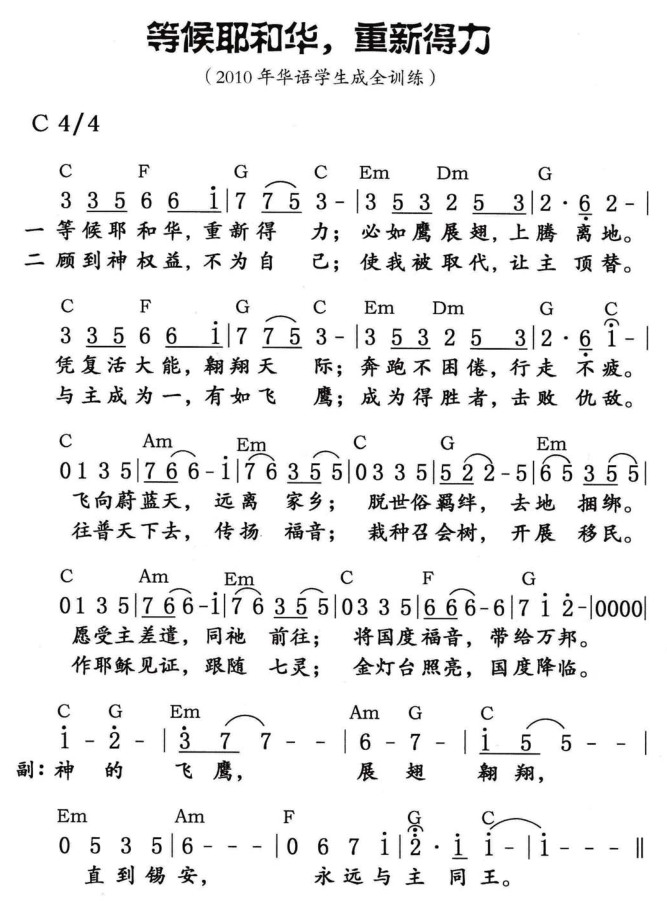 等候耶和华，重新得力
（2010 年华语学生成全训练）
C 4/4
C F G C Em Dm G
3 3 5 6 6 i|7 7 5 3-|3 5 3 2 5 3|2·6 2-|
一 等候耶和华，重新得 力；必如鹰展翅，上腾 离地。
二 顾到神权益，不为自 己；使我被取代，让主 顶替。
C F G C Em Dm G C
3 3 5 6 6 i|7 7 5 3-|3 5 3 2 5 3|2·6 i-|
凭复活大能，翱翔天 际；奔跑不困倦，行走 不疲。
与主成为一，有如飞 鹰；成为得胜者，击败 仇敌。
C Am Em C G Em
0 1 3 5|7 6 6-i|7 6 3 5 5|0 3 3 5|5 2 2-5|6 5 3 5 5|
飞向蔚蓝天，远离 家乡；脱世俗羁绊，去地 捆绑。
往普天下去，传扬 福音；栽种召会树，开展 移民。
C Am Em C F G
0 1 3 5|7 6 6-i|7 6 3 5 5|0 3 3 5|6 6 6-6|7 i 2-|0000|
愿受主差遣，同祂 前往；将国度福音，带给万邦。
作耶稣见证，跟随 七灵；金灯台照亮，国度降临。
C G Em Am G C
i - 2 - |3 7 7 - - |6 - 7 - |i 5 5 - - |
副：神 的 飞 鹰， 展 翅 翱 翔，
Em Am F G C
0 5 3 5|6 - - -|0 6 7 i|2· i i-|i - - - ‖
直到锡安， 永远与主 同王。